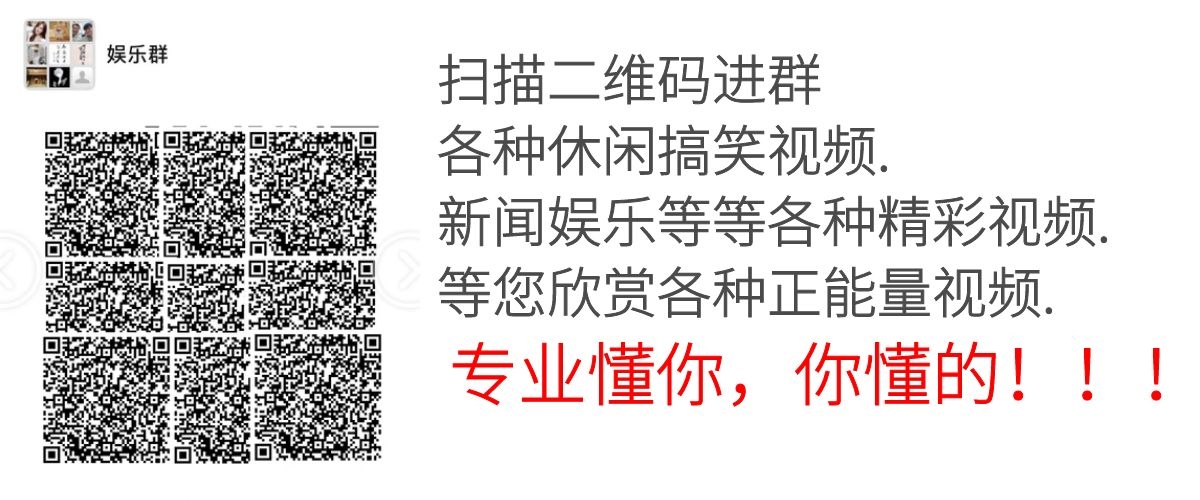 娱乐群
扫描二维码进群
各种休闲搞笑视频.
新闻娱乐等等各种精彩视频.
等您欣赏各种正能量视频.
专业懂你，你懂的！！！